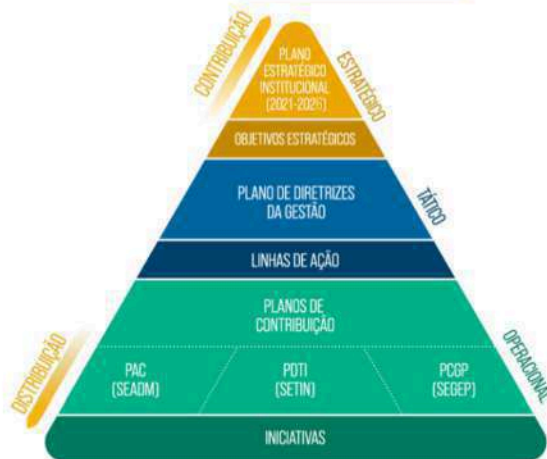 CONTRIBUIÇÃO
PLANO
ESTRATÉGICO
INSTITUCIONAL
(2021-2026)
ESTRATÉGICO
OBJETIVOS ESTRATÉGICOS
PLANO DE DIRETRIZES
DA GESTÃO
TÁTICO
LINHAS DE AÇÃO
PLANOS DE
CONTRIBUIÇÃO
DISTRIBUIÇÃO
PAC
(SEADM)
PDTI
(SETIN)
PCGP
(SEGEP)
OPERACIONAL
INICIATIVAS